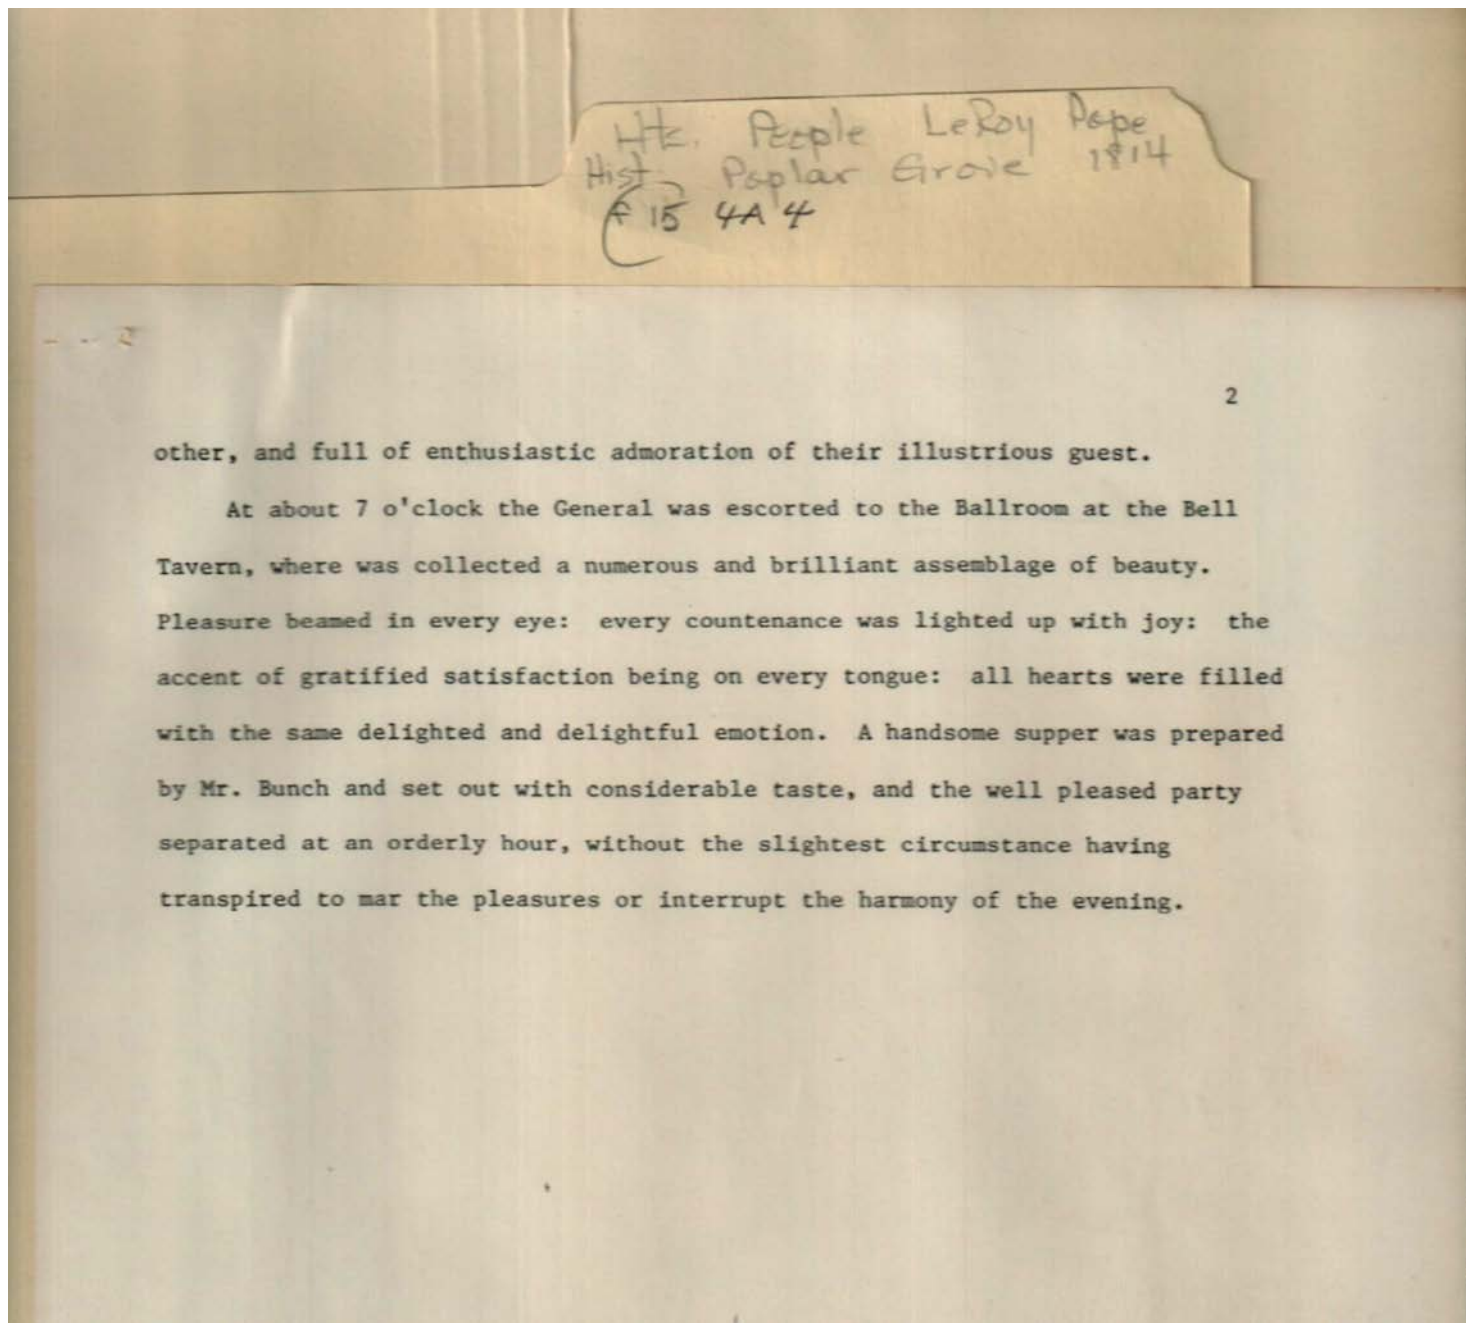 Hts. People LeRoy Pope
Hist. Poplar Grove 1814
F 15 4A 4
2
other, and full of enthusiastic admoration of their illustrious guest.
At about 7 o'clock the General was escorted to the Ballroom at the Bell
Tavern, where was collected a numerous and brilliant assemblage of beauty.
Pleasure beamed in every eye: every countenance was lighted up with joy: the
accent of gratified satisfaction being on every tongue: all hearts were filled
with the same delighted and delightful emotion. A handsome supper was prepared
by Mr. Bunch and set out with considerable taste, and the well pleased party
separated at an orderly hour, without the slightest circumstance having
transpired to mar the pleasures or interrupt the harmony of the evening.